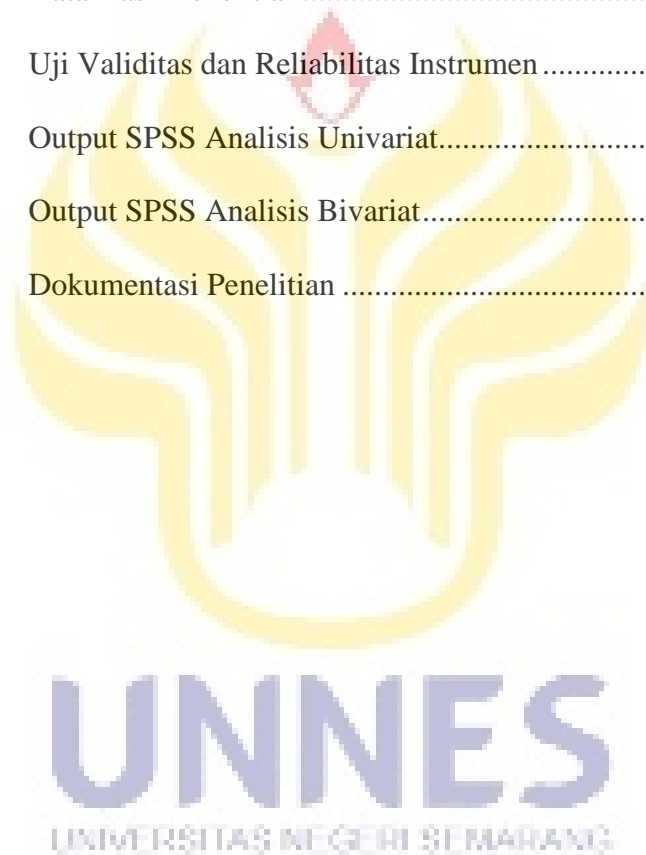 Uji Validitas dan Reliabilitas Instrumen .............
Output SPSS Analisis Univariat..........................
Output SPSS Analisis Bivariat............................
Dokumentasi Penelitian ......................................
UNNES
UNIVERSITAS NEGERI SEMARANG